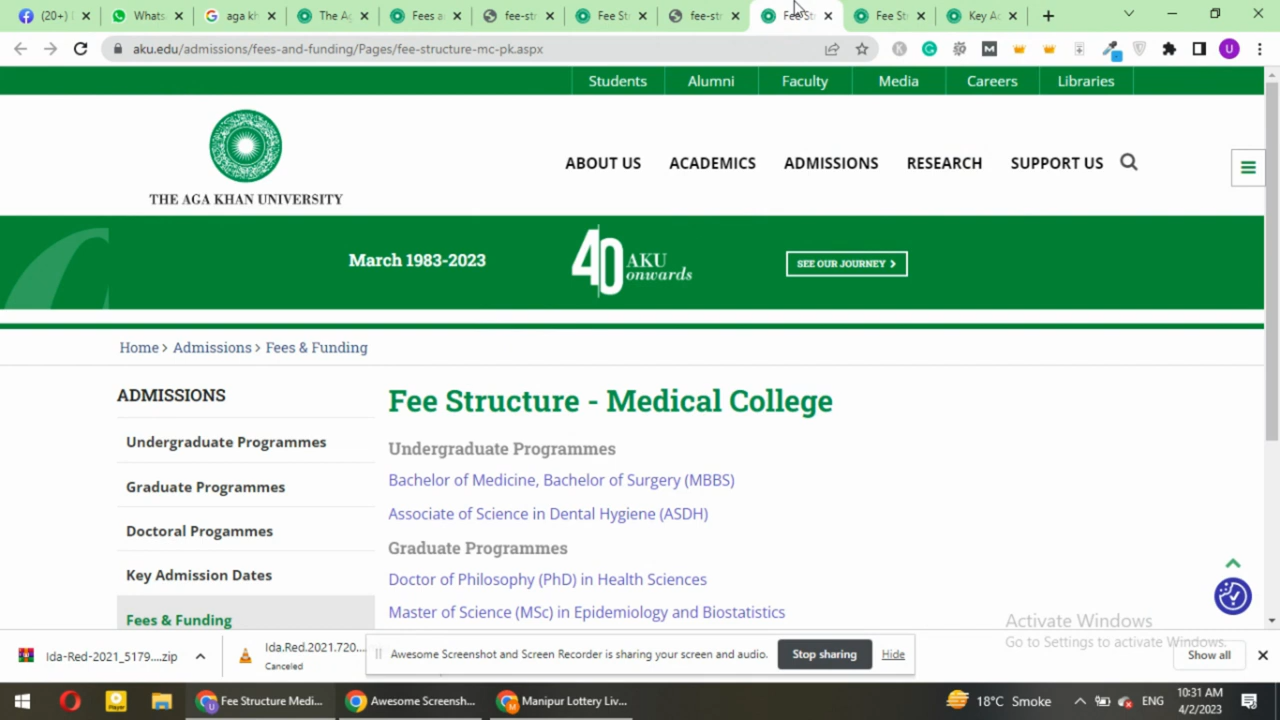 (20+)
Whats
aga kh
The A
Fees a
fee-str
Fee St
fee-str
Fee St
Key Ac
aku.edu/admissions/fees-and-funding/Pages/fee-structure-mc-pk.aspx
Students
Alumni
Faculty
Media
Careers
Libraries
THE AGA KHAN UNIVERSITY
ABOUT US
ACADEMICS
ADMISSIONS
RESEARCH
SUPPORT US
March 1983-2023
40 AKU
onwards
SEE OUR JOURNEY >
Home > Admissions > Fees & Funding
ADMISSIONS
Undergraduate Programmes
Graduate Programmes
Doctoral Progammes
Key Admission Dates
Fees & Funding
Fee Structure - Medical College
Undergraduate Programmes
Bachelor of Medicine, Bachelor of Surgery (MBBS)
Associate of Science in Dental Hygiene (ASDH)
Graduate Programmes
Doctor of Philosophy (PhD) in Health Sciences
Master of Science (MSc) in Epidemiology and Biostatistics
Activate Windows
Go to Settings to activate Windows.
Ida-Red-2021_5179....zip
Ida.Red.2021.720...
Canceled
Awesome Screenshot and Screen Recorder is sharing your screen and audio.
Stop sharing
Hide
Show all
Player
Fee Structure Medi...
Awesome Screensh...
Manipur Lottery Liv...
18°C Smoke
ENG
10:31 AM
4/2/2023